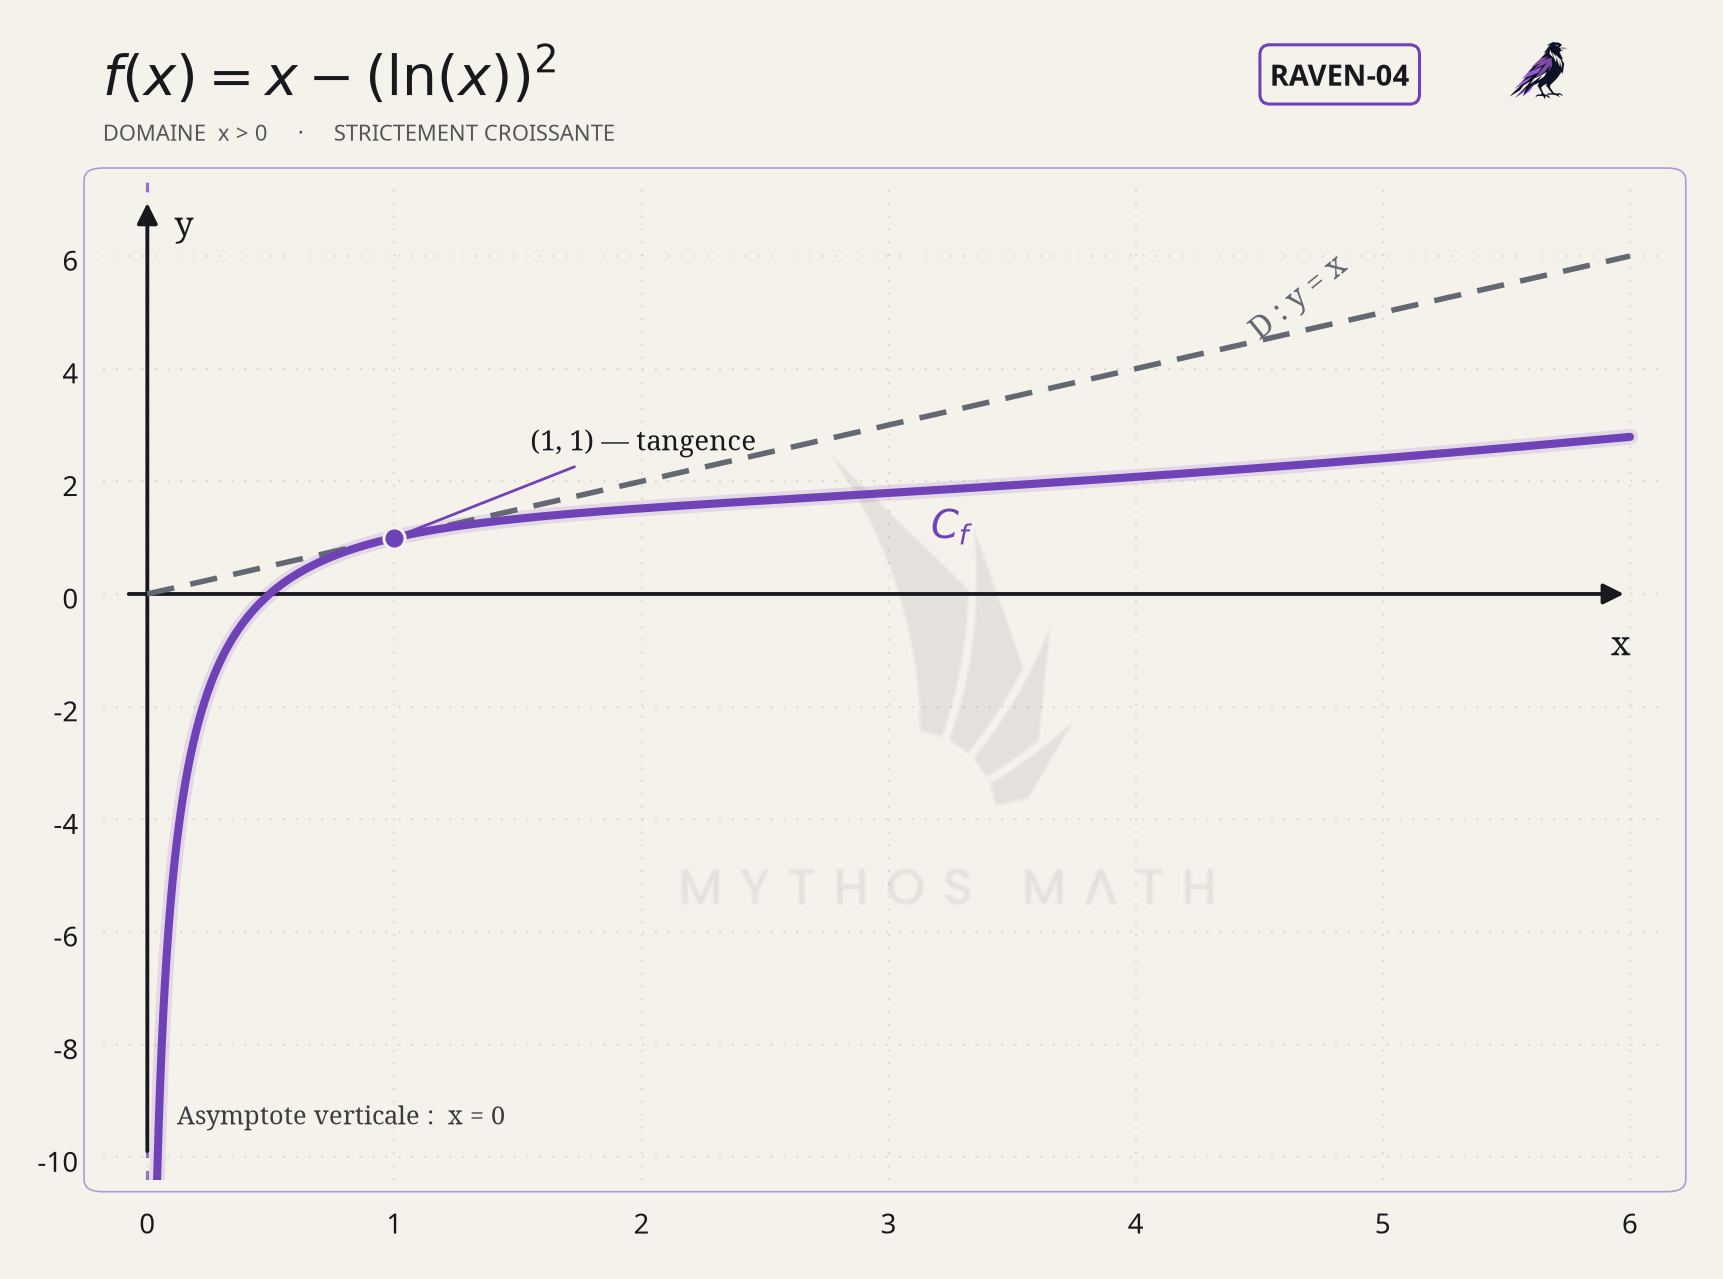 f(x) = x − (ln(x))²
RAVEN-04
DOMAINE x > 0 · STRICTEMENT CROISSANTE
y
6
D : y = x
4
(1, 1) — tangence
2
C_f
0
x
-2
-4
MYTHOS MΛTH
-6
-8
Asymptote verticale : x = 0
-10
0 1 2 3 4 5 6